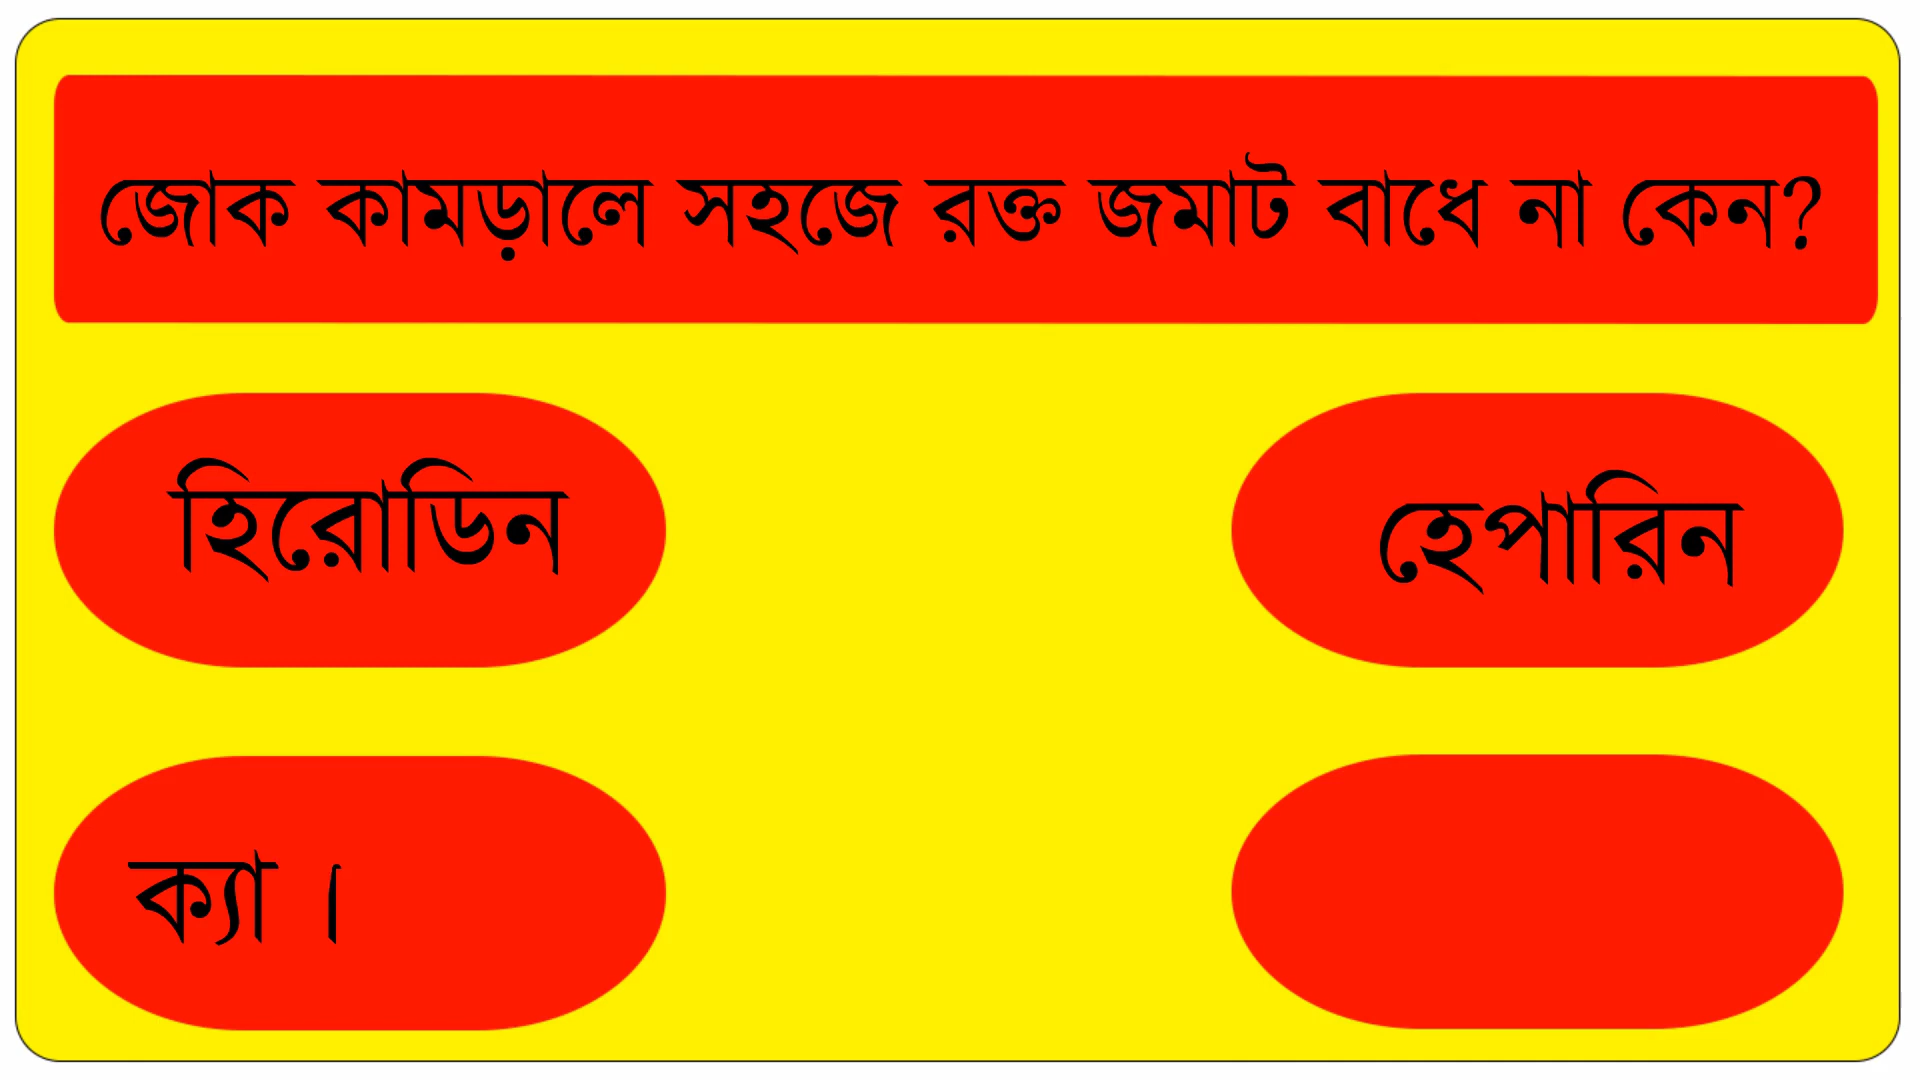 জোক কামড়ালে সহজে রক্ত জমাট বাধে না কেন?
হিরোডিন
হেপারিন
ক্যা ।